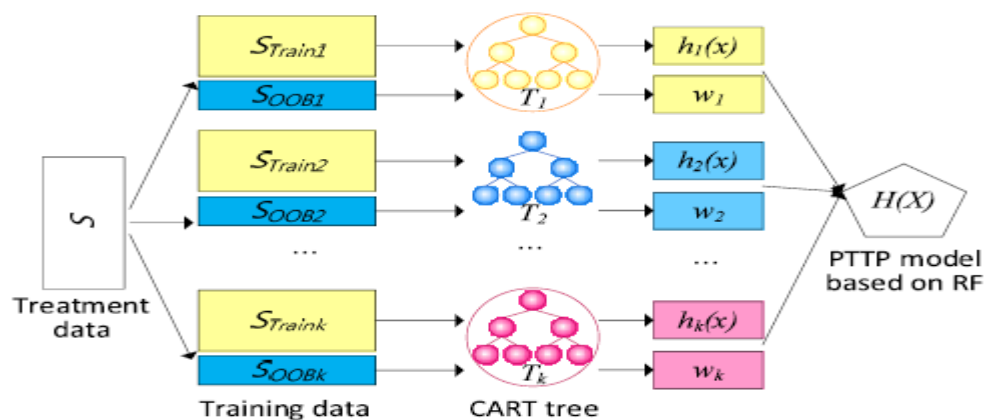 S
Treatment
data
S_Train1
S_OOB1
S_Train2
S_OOB2
...
S_Traink
S_OOBk
Training data
T_1
T_2
...
T_k
CART tree
h_1(x)
w_1
h_2(x)
w_2
...
h_k(x)
w_k
H(X)
PTTP model
based on RF